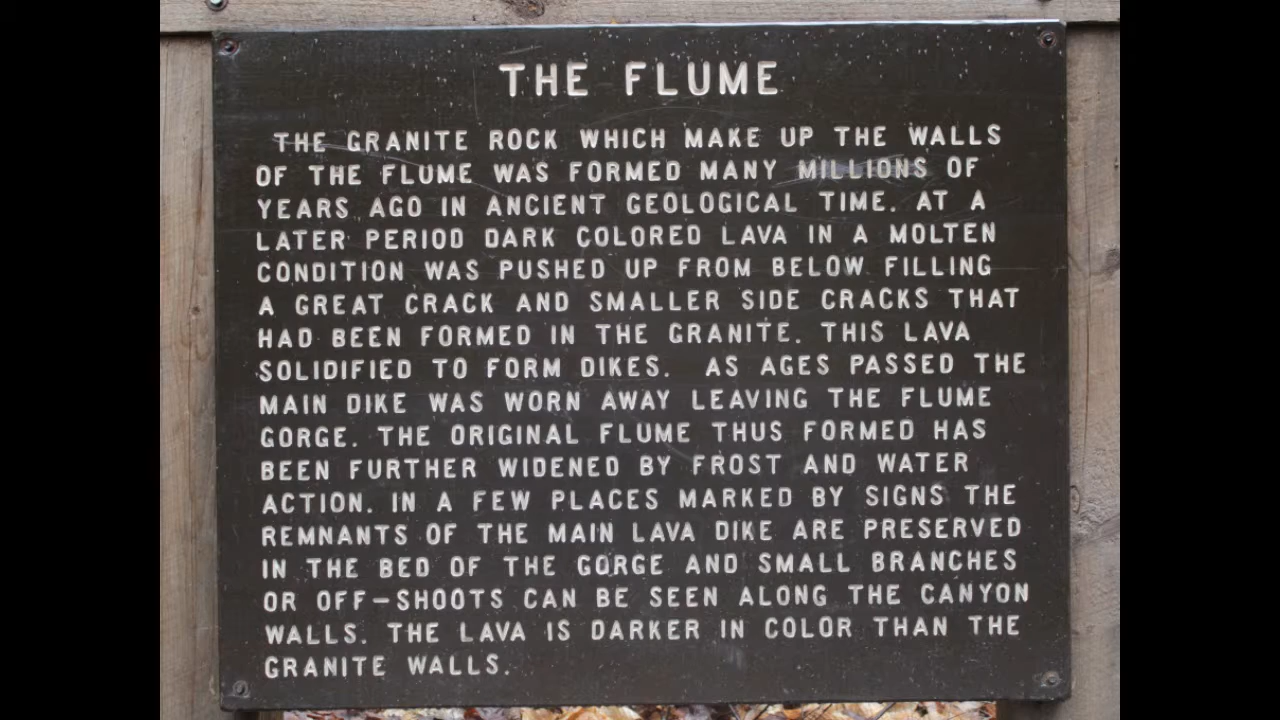 THE FLUME
THE GRANITE ROCK WHICH MAKE UP THE WALLS
OF THE FLUME WAS FORMED MANY MILLIONS OF
YEARS AGO IN ANCIENT GEOLOGICAL TIME. AT A
LATER PERIOD DARK COLORED LAVA IN A MOLTEN
CONDITION WAS PUSHED UP FROM BELOW FILLING
A GREAT CRACK AND SMALLER SIDE CRACKS THAT
HAD BEEN FORMED IN THE GRANITE. THIS LAVA
SOLIDIFIED TO FORM DIKES. AS AGES PASSED THE
MAIN DIKE WAS WORN AWAY LEAVING THE FLUME
GORGE. THE ORIGINAL FLUME THUS FORMED HAS
BEEN FURTHER WIDENED BY FROST AND WATER
ACTION. IN A FEW PLACES MARKED BY SIGNS THE
REMNANTS OF THE MAIN LAVA DIKE ARE PRESERVED
IN THE BED OF THE GORGE AND SMALL BRANCHES
OR OFF-SHOOTS CAN BE SEEN ALONG THE CANYON
WALLS. THE LAVA IS DARKER IN COLOR THAN THE
GRANITE WALLS.